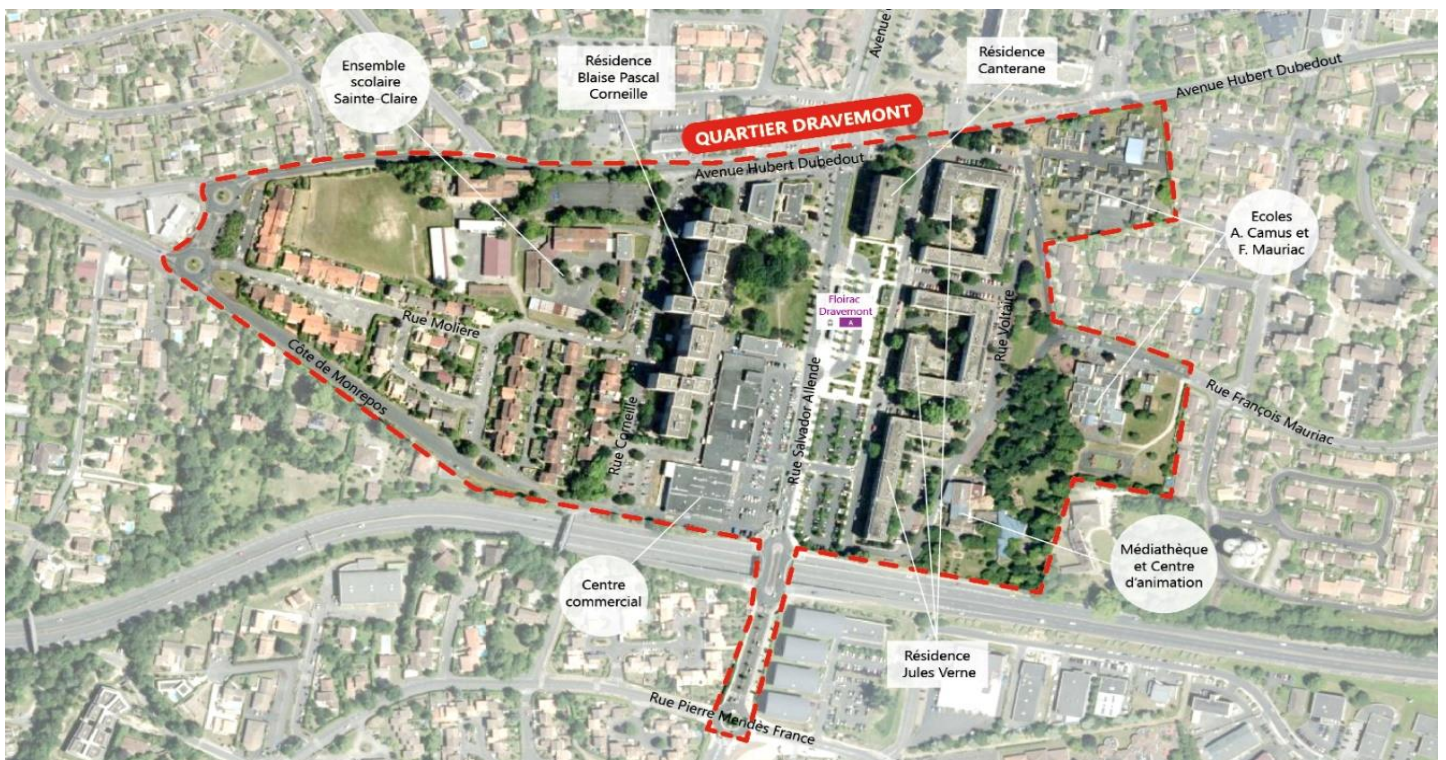 Avenue
Ensemble
scolaire
Sainte-Claire
Résidence
Blaise Pascal
Corneille
Résidence
Canterane
Avenue Hubert Dubedout
QUARTIER DRAVEMONT
Avenue Hubert Dubedout
Ecoles
A. Camus et
F. Mauriac
Floirac
Dravemont
A
Rue Molière
Rue Voltaire
Côte de Monrepos
Rue Corneille
Rue Salvador Allende
Rue François Mauriac
Centre
commercial
Médiathèque
et Centre
d'animation
Résidence
Jules Verne
Rue Pierre Mendès France